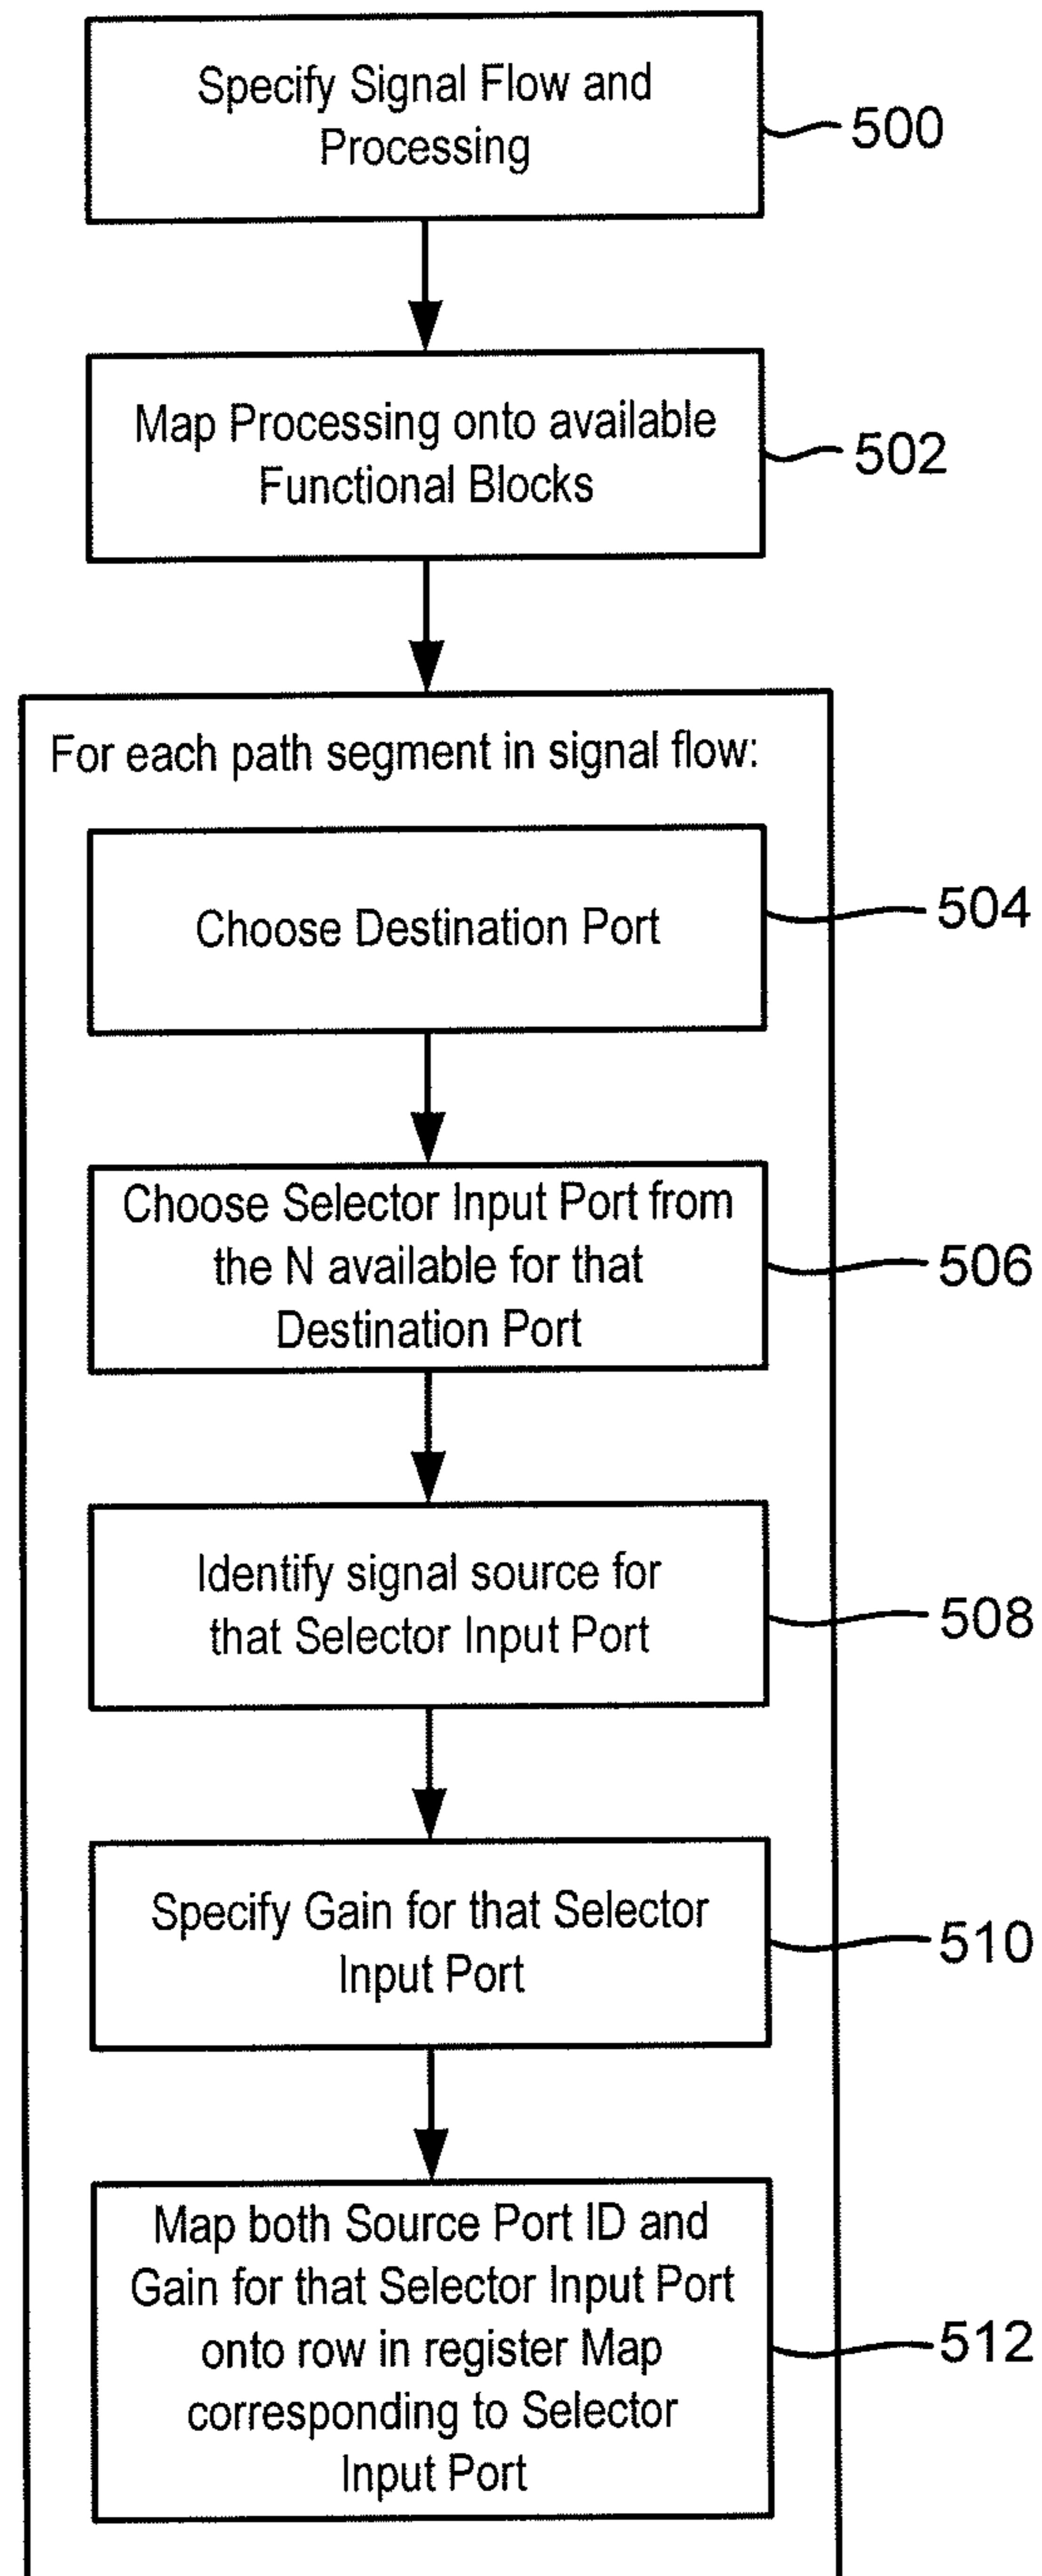 Specify Signal Flow and
Processing
500
Map Processing onto available
Functional Blocks
502
For each path segment in signal flow:
Choose Destination Port
504
Choose Selector Input Port from
the N available for that
Destination Port
506
Identify signal source for
that Selector Input Port
508
Specify Gain for that Selector
Input Port
510
Map both Source Port ID and
Gain for that Selector Input Port
onto row in register Map
corresponding to Selector
Input Port
512